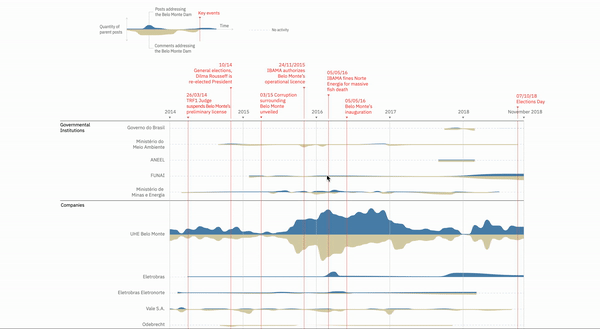 Posts addressing
the Belo Monte Dam
Key events
Quantity of
parent posts
Time
No activity
Comments addressing
the Belo Monte Dam
10/14
General elections,
Dilma Rousseff is
re-elected President
24/11/2015
IBAMA authorizes
Belo Monte's
operational licence
05/05/16
IBAMA fines Norte
Energia for massive
fish death
26/03/14
TRF1 Judge
suspends Belo Monte's
preliminary license
03/15 Corruption
surrounding
Belo Monte
unveiled
05/05/16
Belo Monte's
inauguration
07/10/18
Elections Day
2014
2015
2016
2017
2018
November 2018
Governmental
Institutions
Governo do Brasil
Ministério do
Meio Ambiente
ANEEL
FUNAI
Ministério de
Minas e Energia
Companies
UHE Belo Monte
Eletrobras
Eletrobras Eletronorte
Vale S.A.
Odebrecht